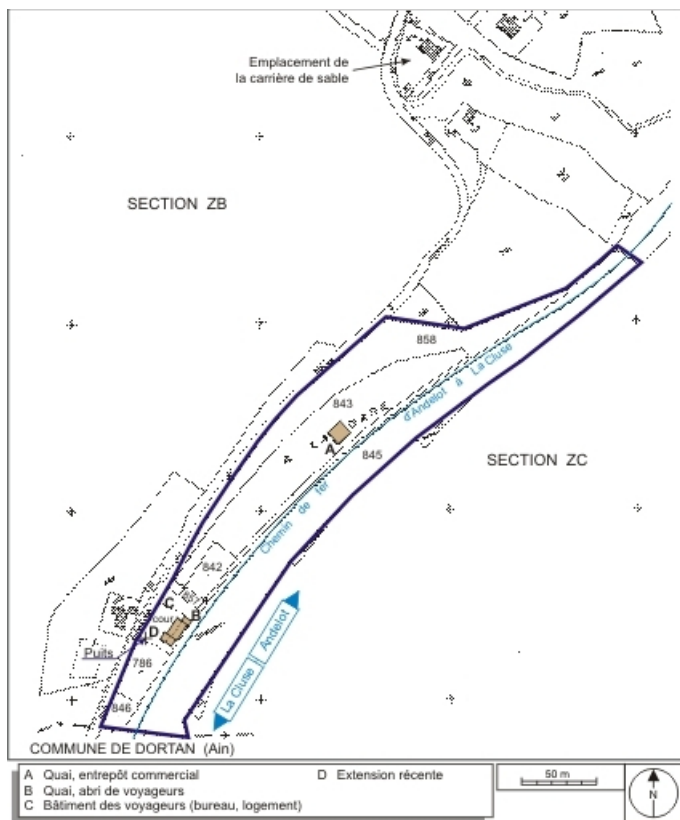 Emplacement de
la carrière de sable
SECTION ZB
858
843
d'Andelot à La Cluse
A
845
SECTION ZC
Chemin de fer
842
C
cour
B
D
Puits
786
846
Andelot
La Cluse
COMMUNE DE DORTAN (Ain)
A Quai, entrepôt commercial
B Quai, abri de voyageurs
C Bâtiment des voyageurs (bureau, logement)
D Extension récente
50 m
N